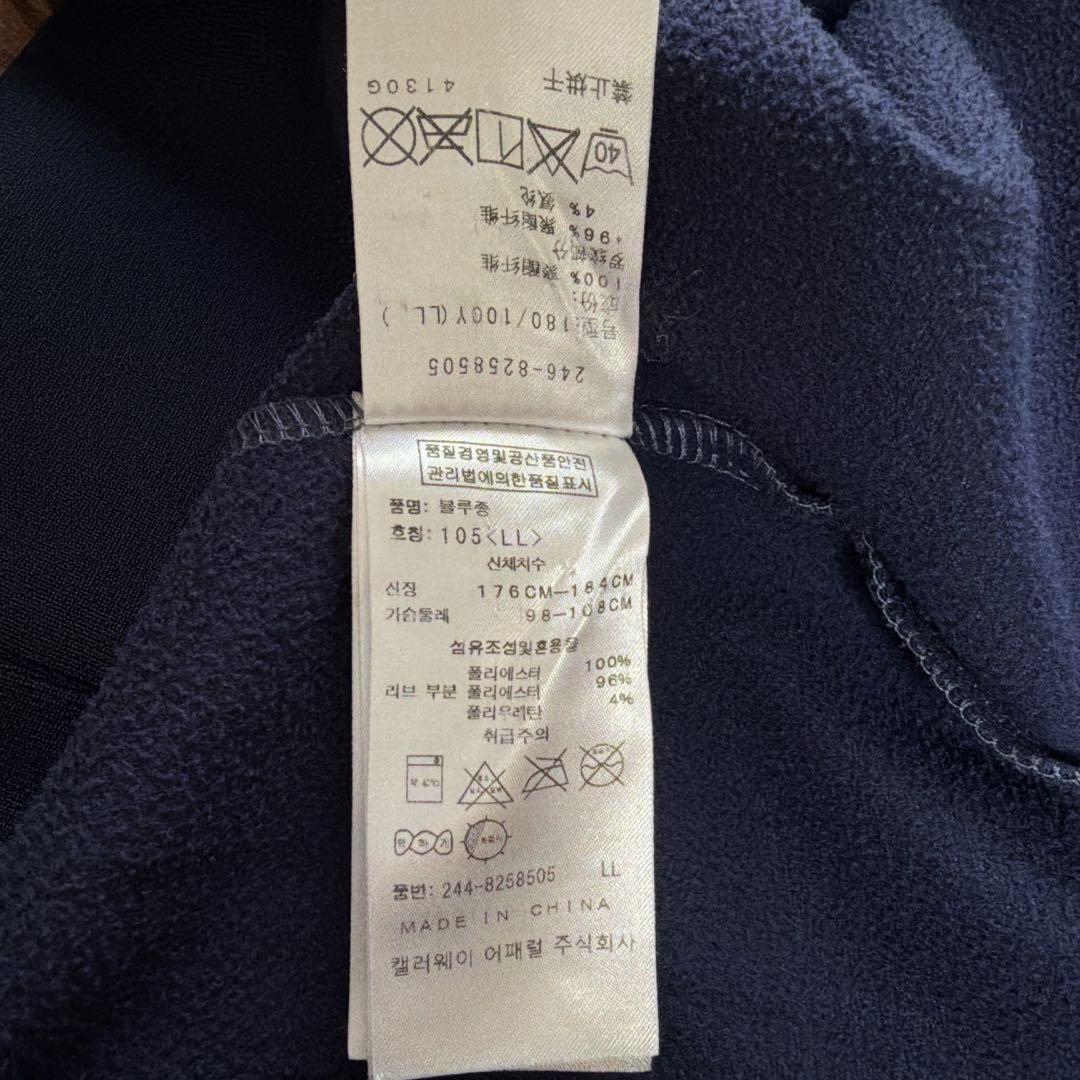 246-8258505
号型:180/100Y(LL )
成份:
100% 聚酯纤维
罗纹部分
96% 聚酯纤维
4% 氨纶
40
禁止烘干 4130G
품질경영및공산품안전
관리법에의한품질표시
품명: 블루종
호칭: 105<LL>
신체치수
신장 176CM-184CM
가슴둘레 98-108CM
섬유조성및혼용율
폴리에스터 100%
리브 부분 폴리에스터 96%
폴리우레탄 4%
취급주의
약하게
품번: 244-8258505 LL
MADE IN CHINA
캘러웨이 어패럴 주식회사